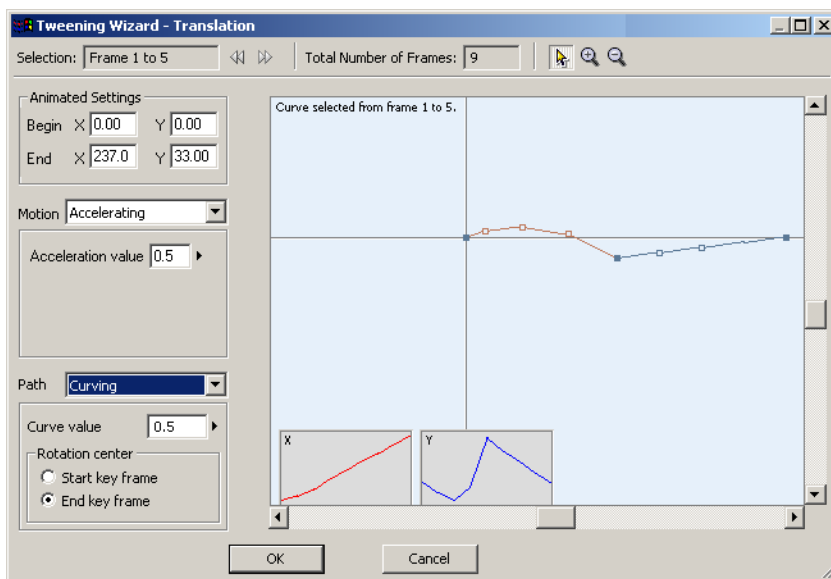 Tweening Wizard - Translation
Selection: Frame 1 to 5 Total Number of Frames: 9
Animated Settings
Begin X 0.00 Y 0.00
End X 237.0 Y 33.00
Motion Accelerating
Acceleration value 0.5
Path Curving
Curve value 0.5
Rotation center
Start key frame
End key frame
Curve selected from frame 1 to 5.
X Y
OK Cancel